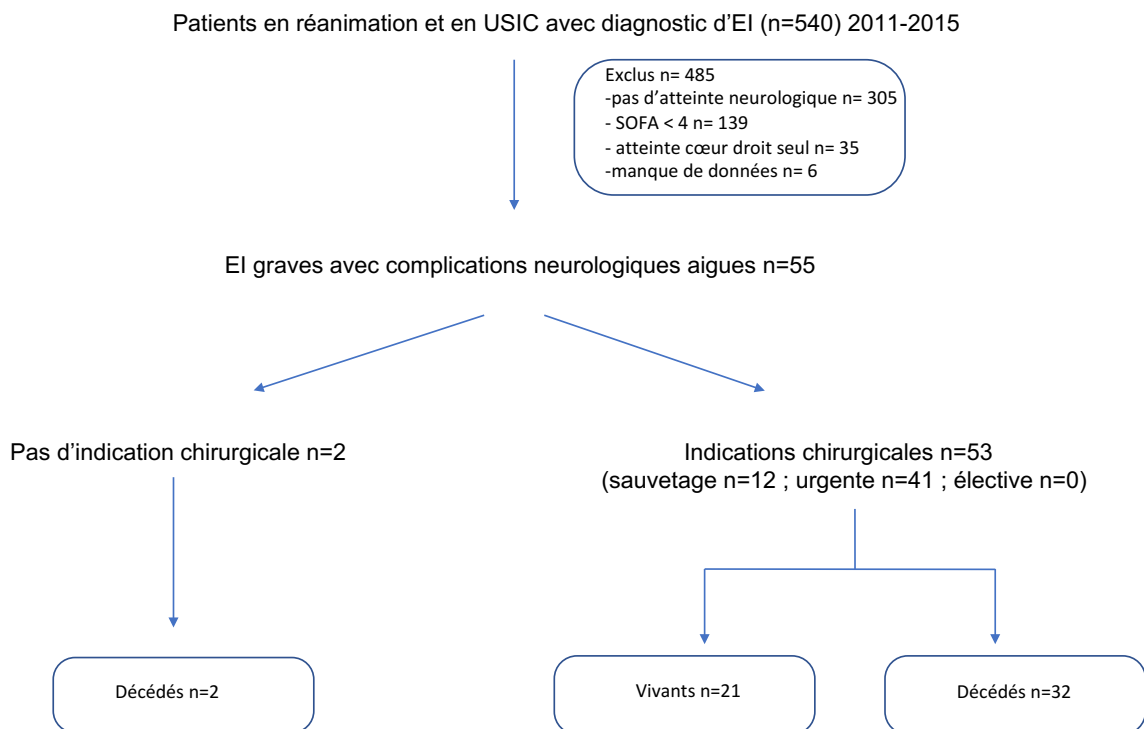 Patients en réanimation et en USIC avec diagnostic d'EI (n=540) 2011-2015
Exclus n= 485
-pas d'atteinte neurologique n= 305
- SOFA < 4 n= 139
- atteinte cœur droit seul n= 35
-manque de données n= 6
EI graves avec complications neurologiques aigues n=55
Pas d'indication chirurgicale n=2
Indications chirurgicales n=53
(sauvetage n=12 ; urgente n=41 ; élective n=0)
Décédés n=2
Vivants n=21
Décédés n=32